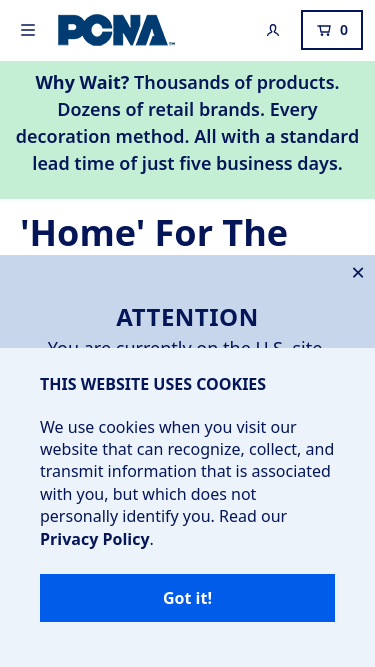 PCNA™
0
Why Wait? Thousands of products.
Dozens of retail brands. Every
decoration method. All with a standard
lead time of just five business days.
'Home' For The
ATTENTION
You are currently on the U.S. site.
THIS WEBSITE USES COOKIES
We use cookies when you visit our
website that can recognize, collect, and
transmit information that is associated
with you, but which does not
personally identify you. Read our
Privacy Policy.
Got it!